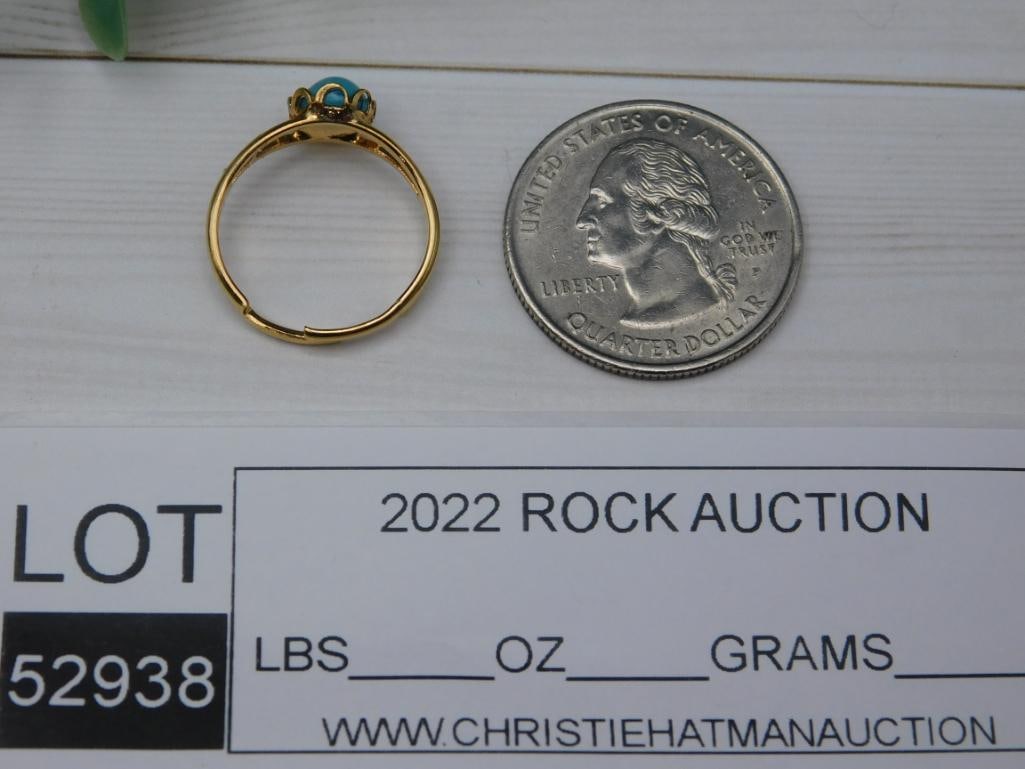 UNITED STATES OF AMERICA
IN
GOD WE
TRUST
P
LIBERTY
QUARTER DOLLAR
LOT
52938
2022 ROCK AUCTION
LBS_____OZ_____GRAMS_____
WWW.CHRISTIEHATMANAUCTION